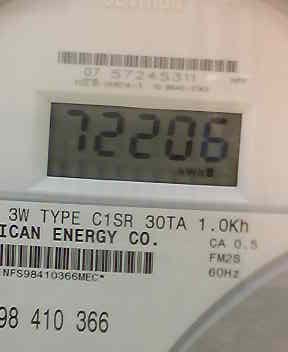 07 57245311
72206
3W TYPE C1SR 30TA 1.0Kh
ICAN ENERGY CO.
CA 0.5
FM2S
60Hz
NFS98410366MEC*
98 410 366